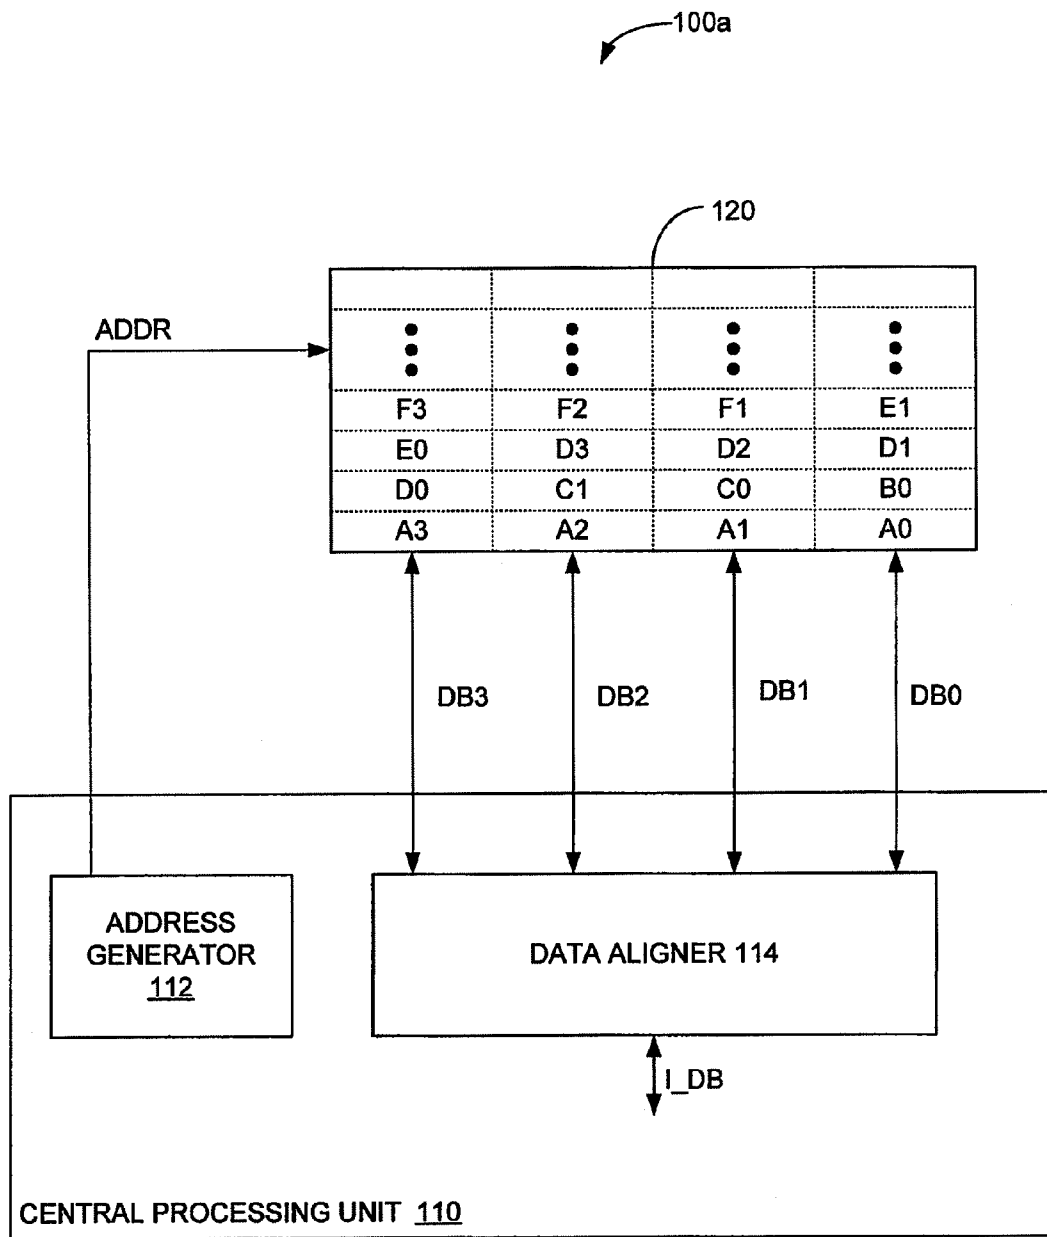 100a
120
ADDR
F3 F2 F1 E1
E0 D3 D2 D1
D0 C1 C0 B0
A3 A2 A1 A0
DB3 DB2 DB1 DB0
ADDRESS
GENERATOR
112
DATA ALIGNER 114
I_DB
CENTRAL PROCESSING UNIT 110